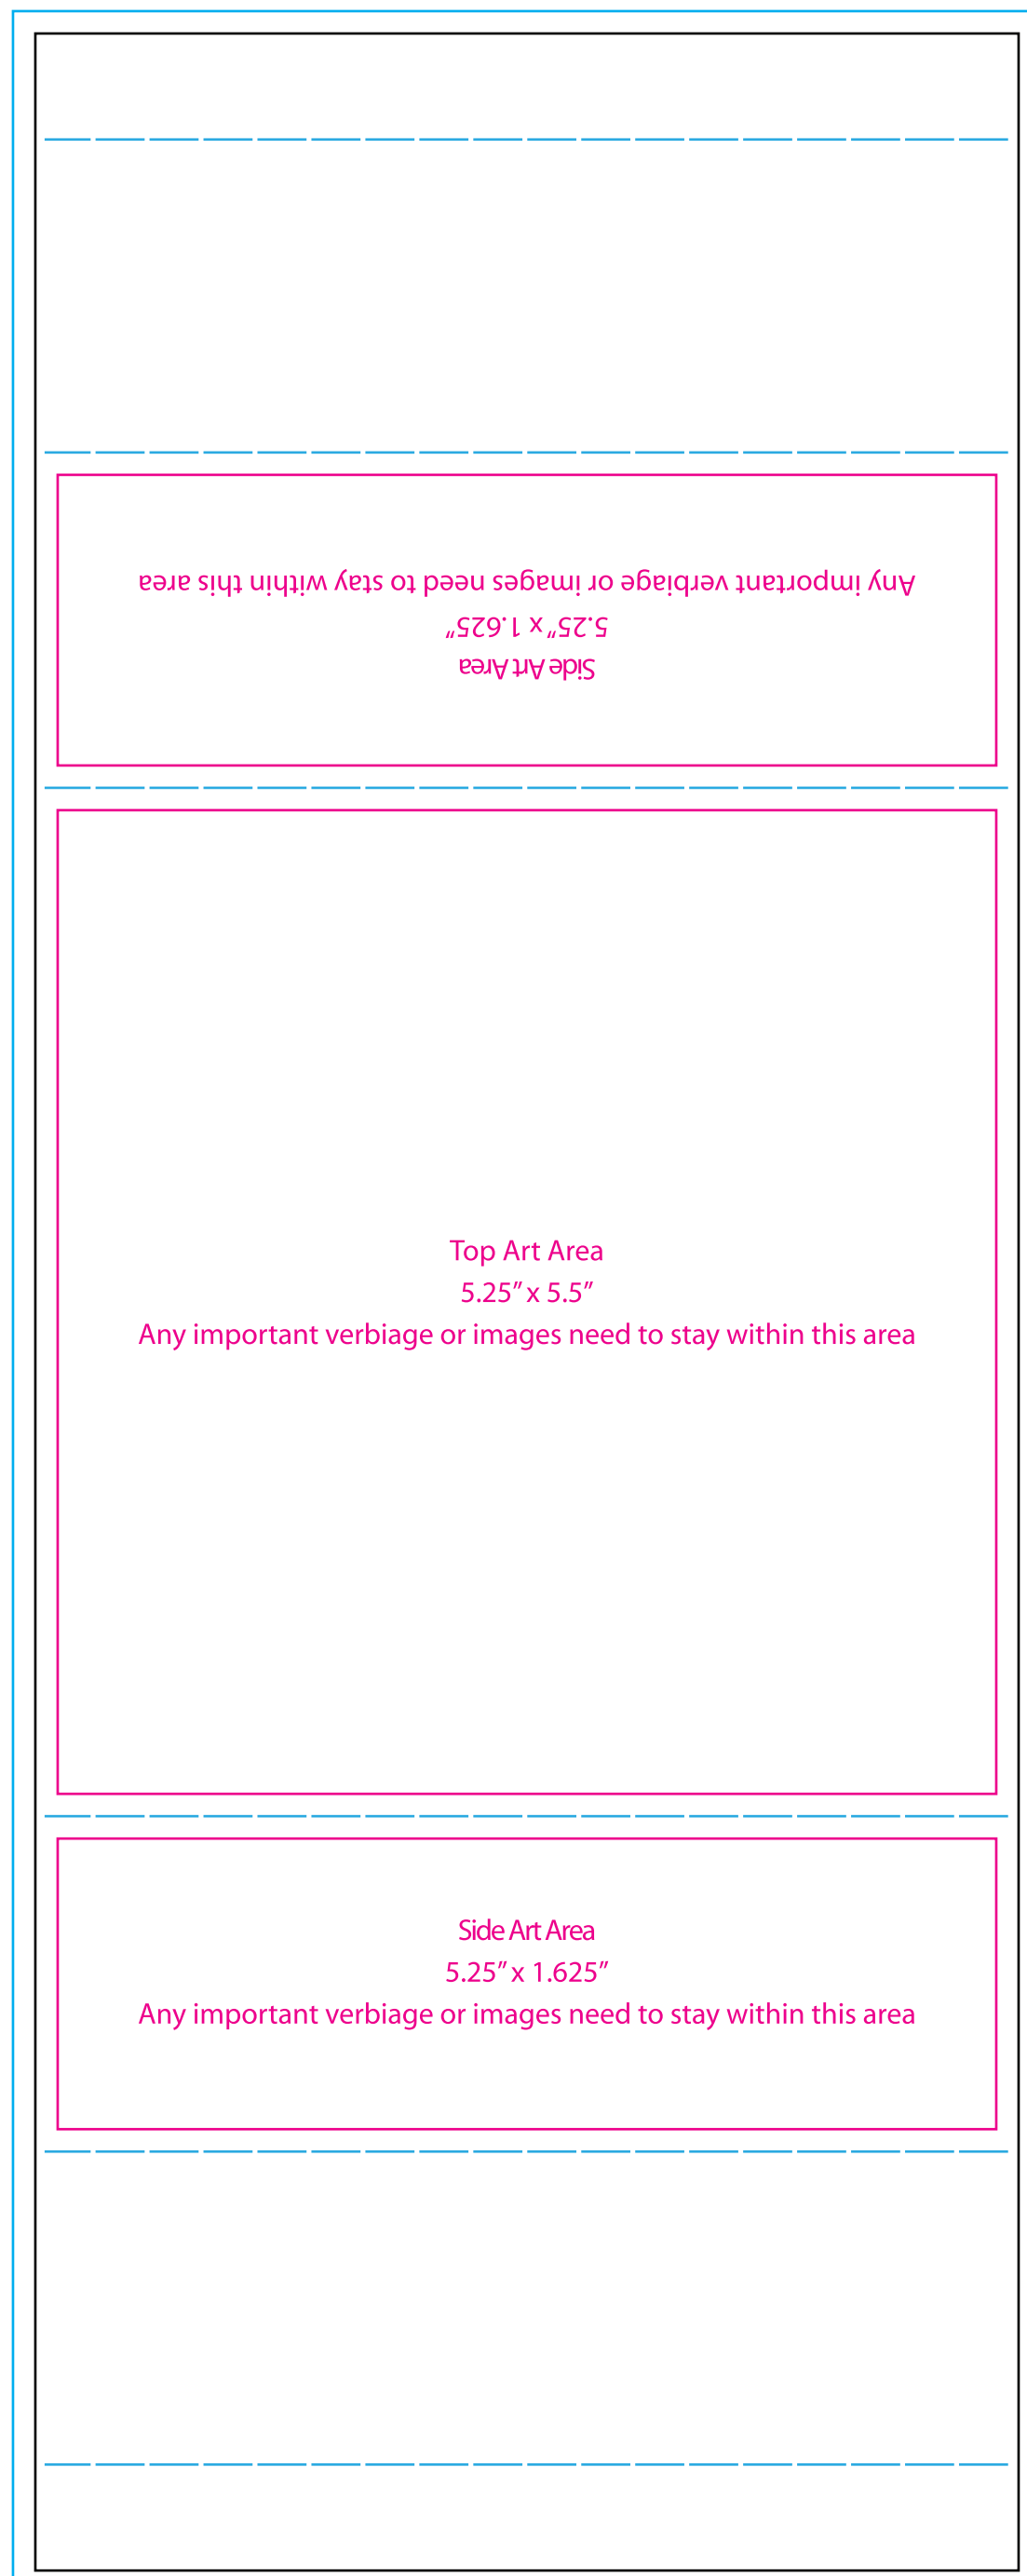 Side Art Area
5.25” x 1.625”
Any important verbiage or images need to stay within this area
Top Art Area
5.25” x 5.5”
Any important verbiage or images need to stay within this area
Side Art Area
5.25” x 1.625”
Any important verbiage or images need to stay within this area